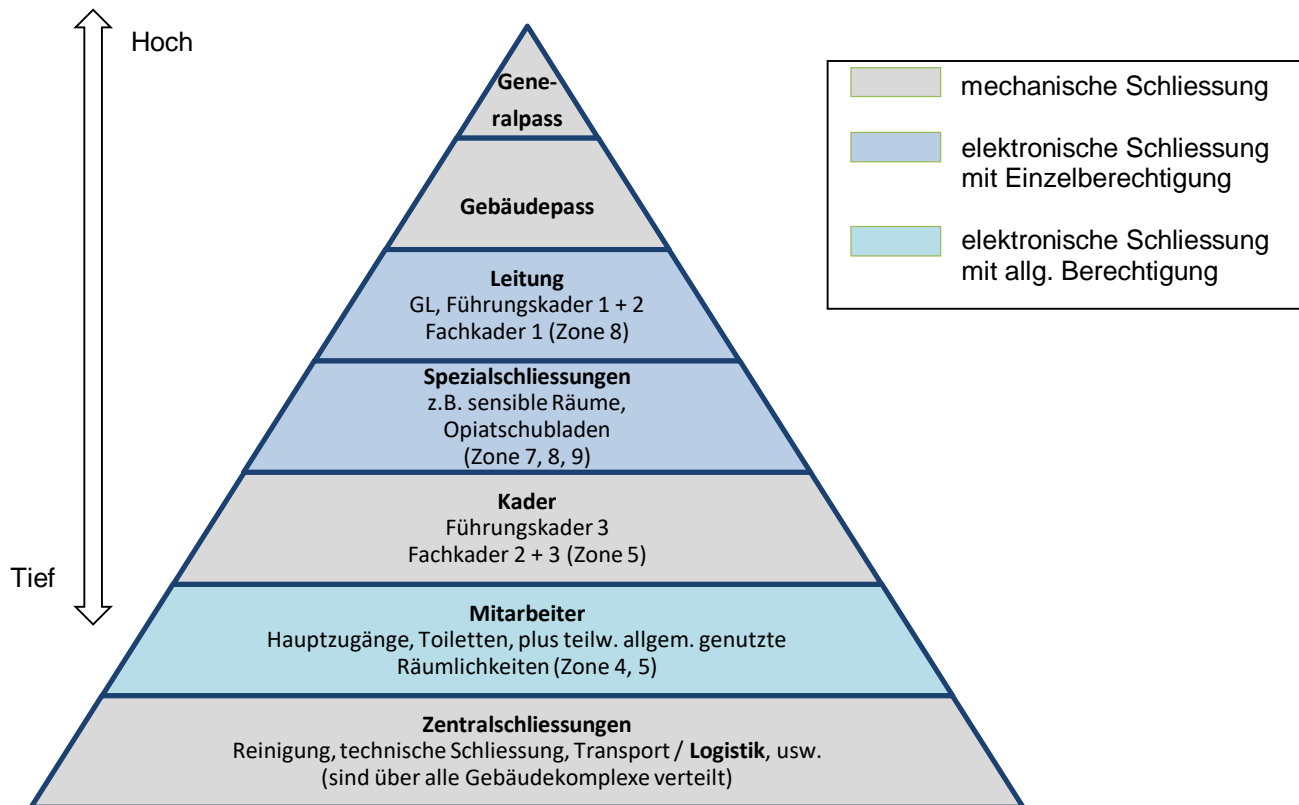 Hoch
Gene-
ralpass
Gebäudepass
Leitung
GL, Führungskader 1 + 2
Fachkader 1 (Zone 8)
Spezialschliessungen
z.B. sensible Räume,
Opiatschubladen
(Zone 7, 8, 9)
Kader
Führungskader 3
Fachkader 2 + 3 (Zone 5)
Tief
Mitarbeiter
Hauptzugänge, Toiletten, plus teilw. allgem. genutzte
Räumlichkeiten (Zone 4, 5)
Zentralschliessungen
Reinigung, technische Schliessung, Transport / Logistik, usw.
(sind über alle Gebäudekomplexe verteilt)
mechanische Schliessung
elektronische Schliessung
mit Einzelberechtigung
elektronische Schliessung
mit allg. Berechtigung